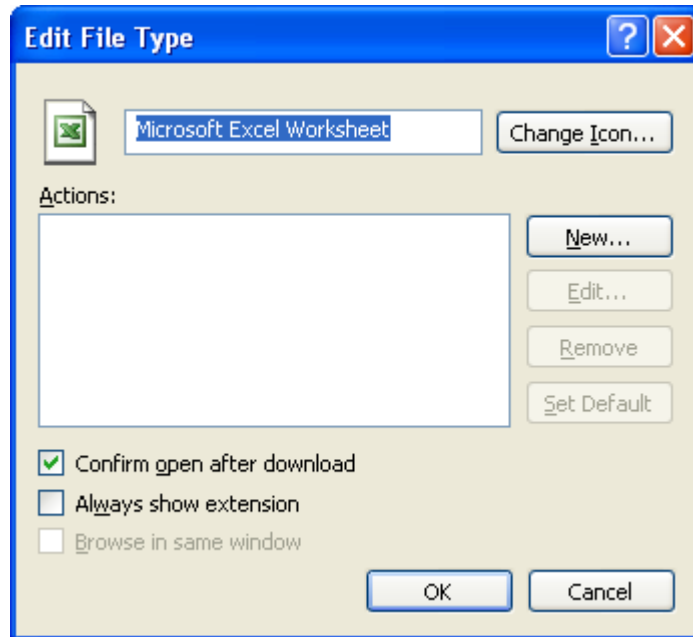 Edit File Type
Microsoft Excel Worksheet
Change Icon...
Actions:
New...
Edit...
Remove
Set Default
Confirm open after download
Always show extension
Browse in same window
OK
Cancel